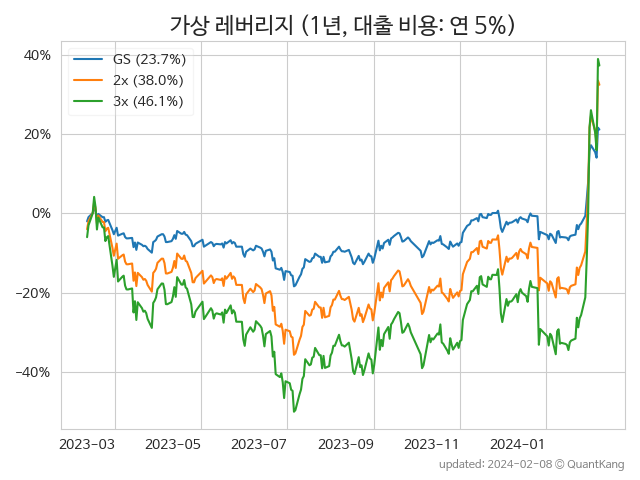 가상 레버리지 (1년, 대출 비용: 연 5%)
GS (23.7%)
2x (38.0%)
3x (46.1%)
40%
20%
0%
−20%
−40%
2023-03 2023-05 2023-07 2023-09 2023-11 2024-01
updated: 2024-02-08 © QuantKang